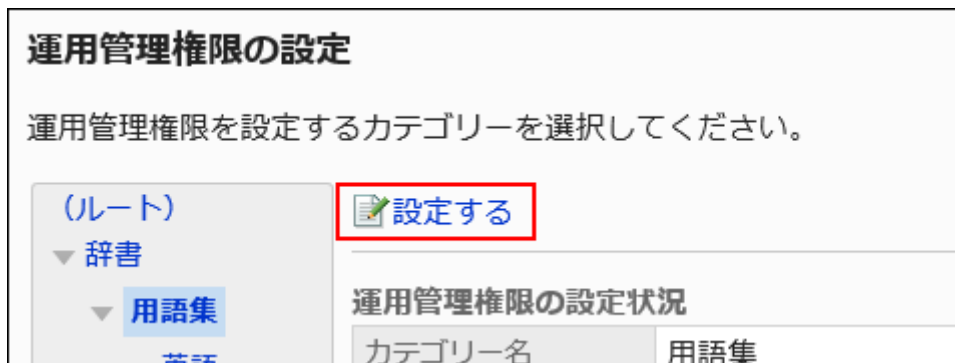 運用管理権限の設定
運用管理権限を設定するカテゴリーを選択してください。
(ルート)
辞書
用語集
英語
設定する
運用管理権限の設定状況
カテゴリー名 用語集